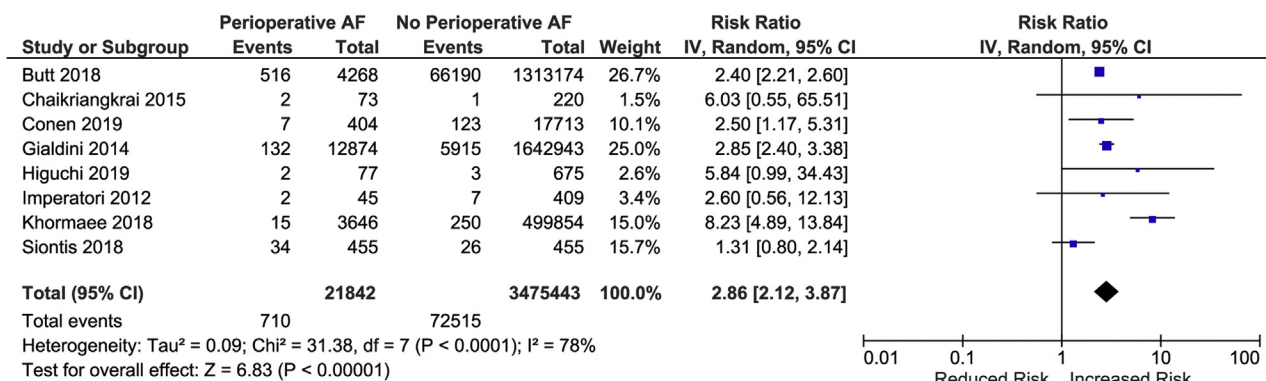 Perioperative AF No Perioperative AF Risk Ratio Risk Ratio
Study or Subgroup Events Total Events Total Weight IV, Random, 95% CI IV, Random, 95% CI
Butt 2018 516 4268 66190 1313174 26.7% 2.40 [2.21, 2.60]
Chaikriangkrai 2015 2 73 1 220 1.5% 6.03 [0.55, 65.51]
Conen 2019 7 404 123 17713 10.1% 2.50 [1.17, 5.31]
Gialdini 2014 132 12874 5915 1642943 25.0% 2.85 [2.40, 3.38]
Higuchi 2019 2 77 3 675 2.6% 5.84 [0.99, 34.43]
Imperatori 2012 2 45 7 409 3.4% 2.60 [0.56, 12.13]
Khormaee 2018 15 3646 250 499854 15.0% 8.23 [4.89, 13.84]
Siontis 2018 34 455 26 455 15.7% 1.31 [0.80, 2.14]
Total (95% CI) 21842 3475443 100.0% 2.86 [2.12, 3.87]
Total events 710 72515
Heterogeneity: Tau² = 0.09; Chi² = 31.38, df = 7 (P < 0.0001); I² = 78%
Test for overall effect: Z = 6.83 (P < 0.00001)
0.01 0.1 1 10 100
Reduced Risk Increased Risk